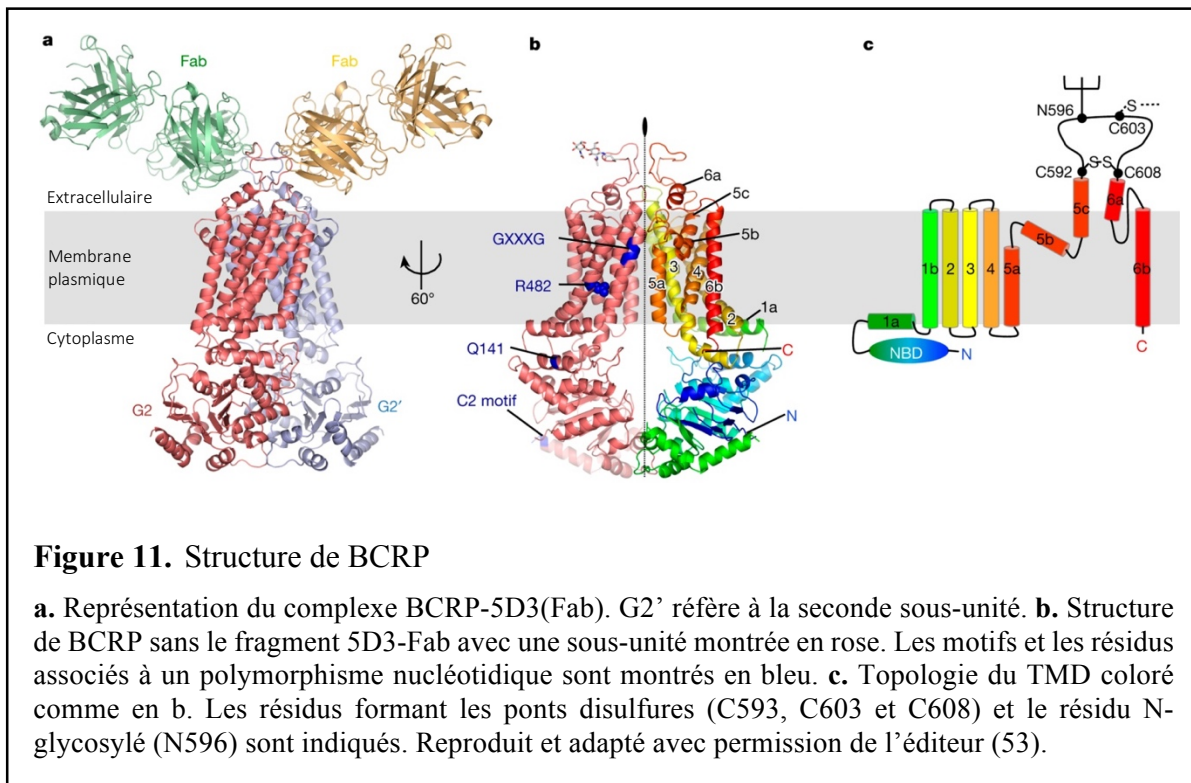 a
Fab
Fab
Extracellulaire
Membrane
plasmique
Cytoplasme
G2
G2'
60°
b
GXXXG
R482
Q141
C2 motif
6a
5c
5b
3
4
5a
6b
2
1a
C
N
c
N596
S
C603
S
S
C592
C608
5c
6a
5b
1b
2
3
4
5a
6b
1a
NBD
N
C
Figure 11. Structure de BCRP
a. Représentation du complexe BCRP-5D3(Fab). G2’ réfère à la seconde sous-unité. b. Structure
de BCRP sans le fragment 5D3-Fab avec une sous-unité montrée en rose. Les motifs et les résidus
associés à un polymorphisme nucléotidique sont montrés en bleu. c. Topologie du TMD coloré
comme en b. Les résidus formant les ponts disulfures (C593, C603 et C608) et le résidu N-
glycosylé (N596) sont indiqués. Reproduit et adapté avec permission de l’éditeur (53).